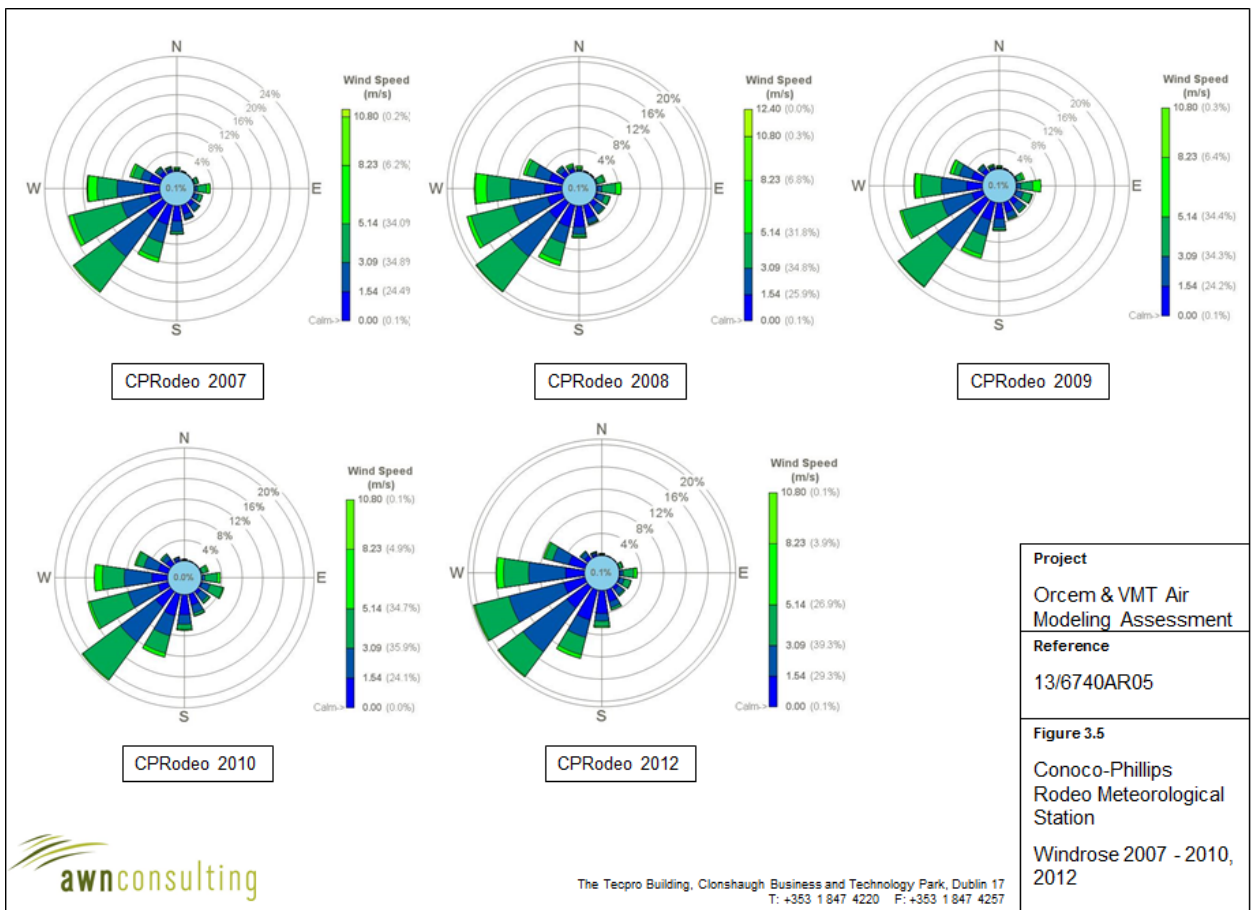 N
24%
20%
16%
12%
8%
4%
0.1%
W
E
S
Wind Speed
(m/s)
10.80 (0.2%)
8.23 (6.2%)
5.14 (34.0%
3.09 (34.8%
1.54 (24.4%
Calm-> 0.00 (0.1%)
CPRodeo 2007
N
20%
16%
12%
8%
4%
0.1%
W
E
S
Wind Speed
(m/s)
12.40 (0.0%)
10.80 (0.3%)
8.23 (6.8%)
5.14 (31.8%)
3.09 (34.8%)
1.54 (25.9%)
Calm-> 0.00 (0.1%)
CPRodeo 2008
N
20%
16%
12%
8%
4%
0.1%
W
E
S
Wind Speed
(m/s)
10.80 (0.3%)
8.23 (6.4%)
5.14 (34.4%)
3.09 (34.3%)
1.54 (24.2%)
Calm-> 0.00 (0.1%)
CPRodeo 2009
N
20%
16%
12%
8%
4%
0.0%
W
E
S
Wind Speed
(m/s)
10.80 (0.1%)
8.23 (4.9%)
5.14 (34.7%)
3.09 (35.9%)
1.54 (24.1%)
Calm-> 0.00 (0.0%)
CPRodeo 2010
N
20%
16%
12%
8%
4%
0.1%
W
E
S
Wind Speed
(m/s)
10.80 (0.1%)
8.23 (3.9%)
5.14 (26.9%)
3.09 (39.3%)
1.54 (29.3%)
Calm-> 0.00 (0.1%)
CPRodeo 2012
Project
Orcem & VMT Air
Modeling Assessment
Reference
13/6740AR05
Figure 3.5
Conoco-Phillips
Rodeo Meteorological
Station
Windrose 2007 - 2010,
2012
awnconsulting
The Tecpro Building, Clonshaugh Business and Technology Park, Dublin 17
T: +353 1 847 4220 F: +353 1 847 4257